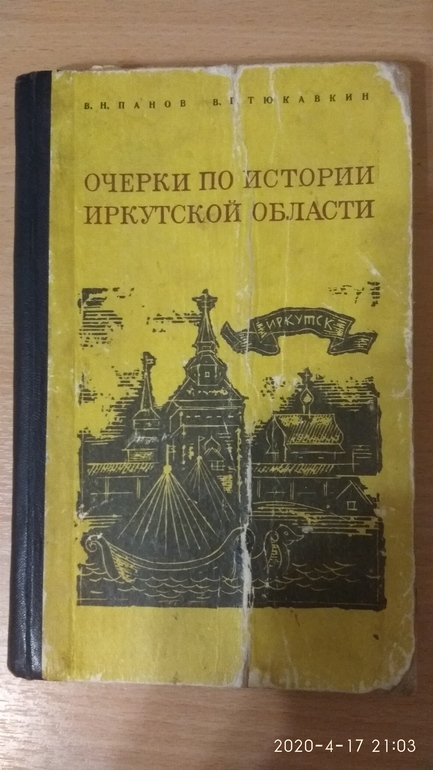 В. Н. ПАНОВ В. Г. ТЮКАВКИН
ОЧЕРКИ ПО ИСТОРИИ
ИРКУТСКОЙ ОБЛАСТИ
ИРКУТСК
2020-4-17 21:03